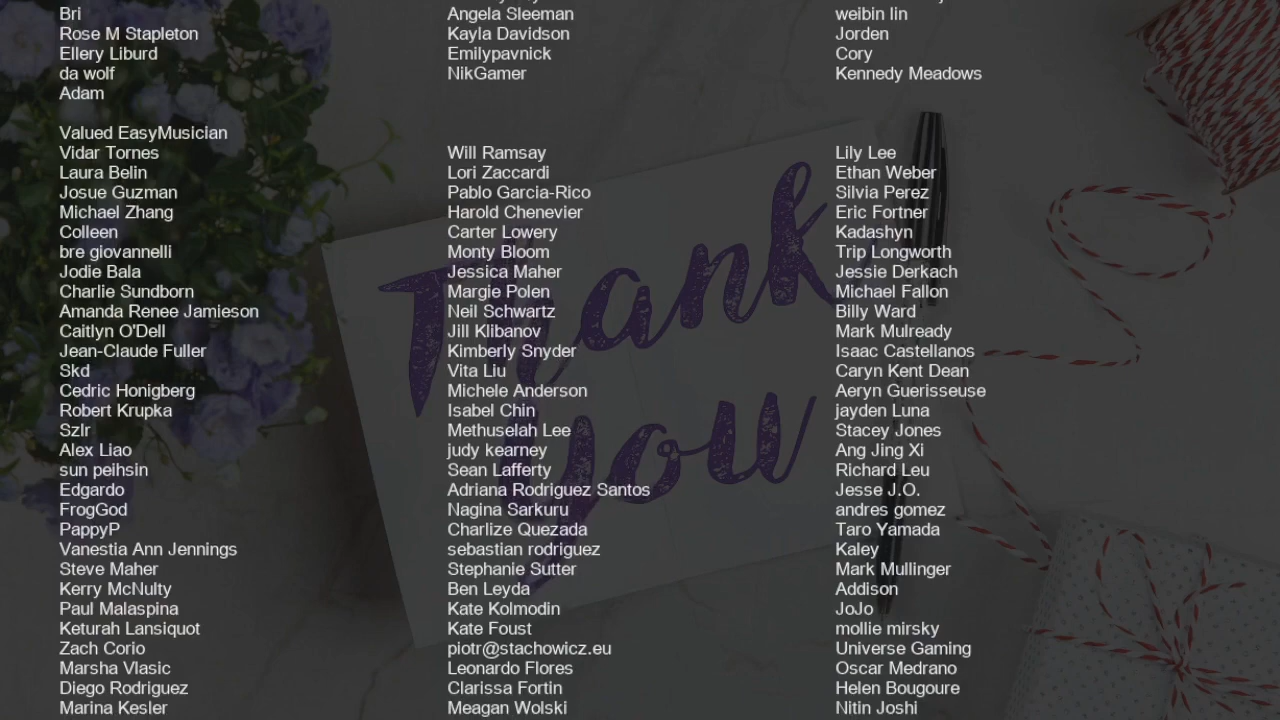 Bri
Rose M Stapleton
Ellery Liburd
da wolf
Adam
Angela Sleeman
Kayla Davidson
Emilypavnick
NikGamer
weibin lin
Jorden
Cory
Kennedy Meadows
Valued EasyMusician
Vidar Tornes
Laura Belin
Josue Guzman
Michael Zhang
Colleen
bre giovannelli
Jodie Bala
Charlie Sundborn
Amanda Renee Jamieson
Caitlyn O'Dell
Jean-Claude Fuller
Skd
Cedric Honigberg
Robert Krupka
Szlr
Alex Liao
sun peihsin
Edgardo
FrogGod
PappyP
Vanestia Ann Jennings
Steve Maher
Kerry McNulty
Paul Malaspina
Keturah Lansiquot
Zach Corio
Marsha Vlasic
Diego Rodriguez
Marina Kesler
Will Ramsay
Lori Zaccardi
Pablo Garcia-Rico
Harold Chenevier
Carter Lowery
Monty Bloom
Jessica Maher
Margie Polen
Neil Schwartz
Jill Klibanov
Kimberly Snyder
Vita Liu
Michele Anderson
Isabel Chin
Methuselah Lee
judy kearney
Sean Lafferty
Adriana Rodriguez Santos
Nagina Sarkuru
Charlize Quezada
sebastian rodriguez
Stephanie Sutter
Ben Leyda
Kate Kolmodin
Kate Foust
piotr@stachowicz.eu
Leonardo Flores
Clarissa Fortin
Meagan Wolski
Lily Lee
Ethan Weber
Silvia Perez
Eric Fortner
Kadashyn
Trip Longworth
Jessie Derkach
Michael Fallon
Billy Ward
Mark Mulready
Isaac Castellanos
Caryn Kent Dean
Aeryn Guerisseuse
jayden Luna
Stacey Jones
Ang Jing Xi
Richard Leu
Jesse J.O.
andres gomez
Taro Yamada
Kaley
Mark Mullinger
Addison
JoJo
mollie mirsky
Universe Gaming
Oscar Medrano
Helen Bougoure
Nitin Joshi
Thank
you